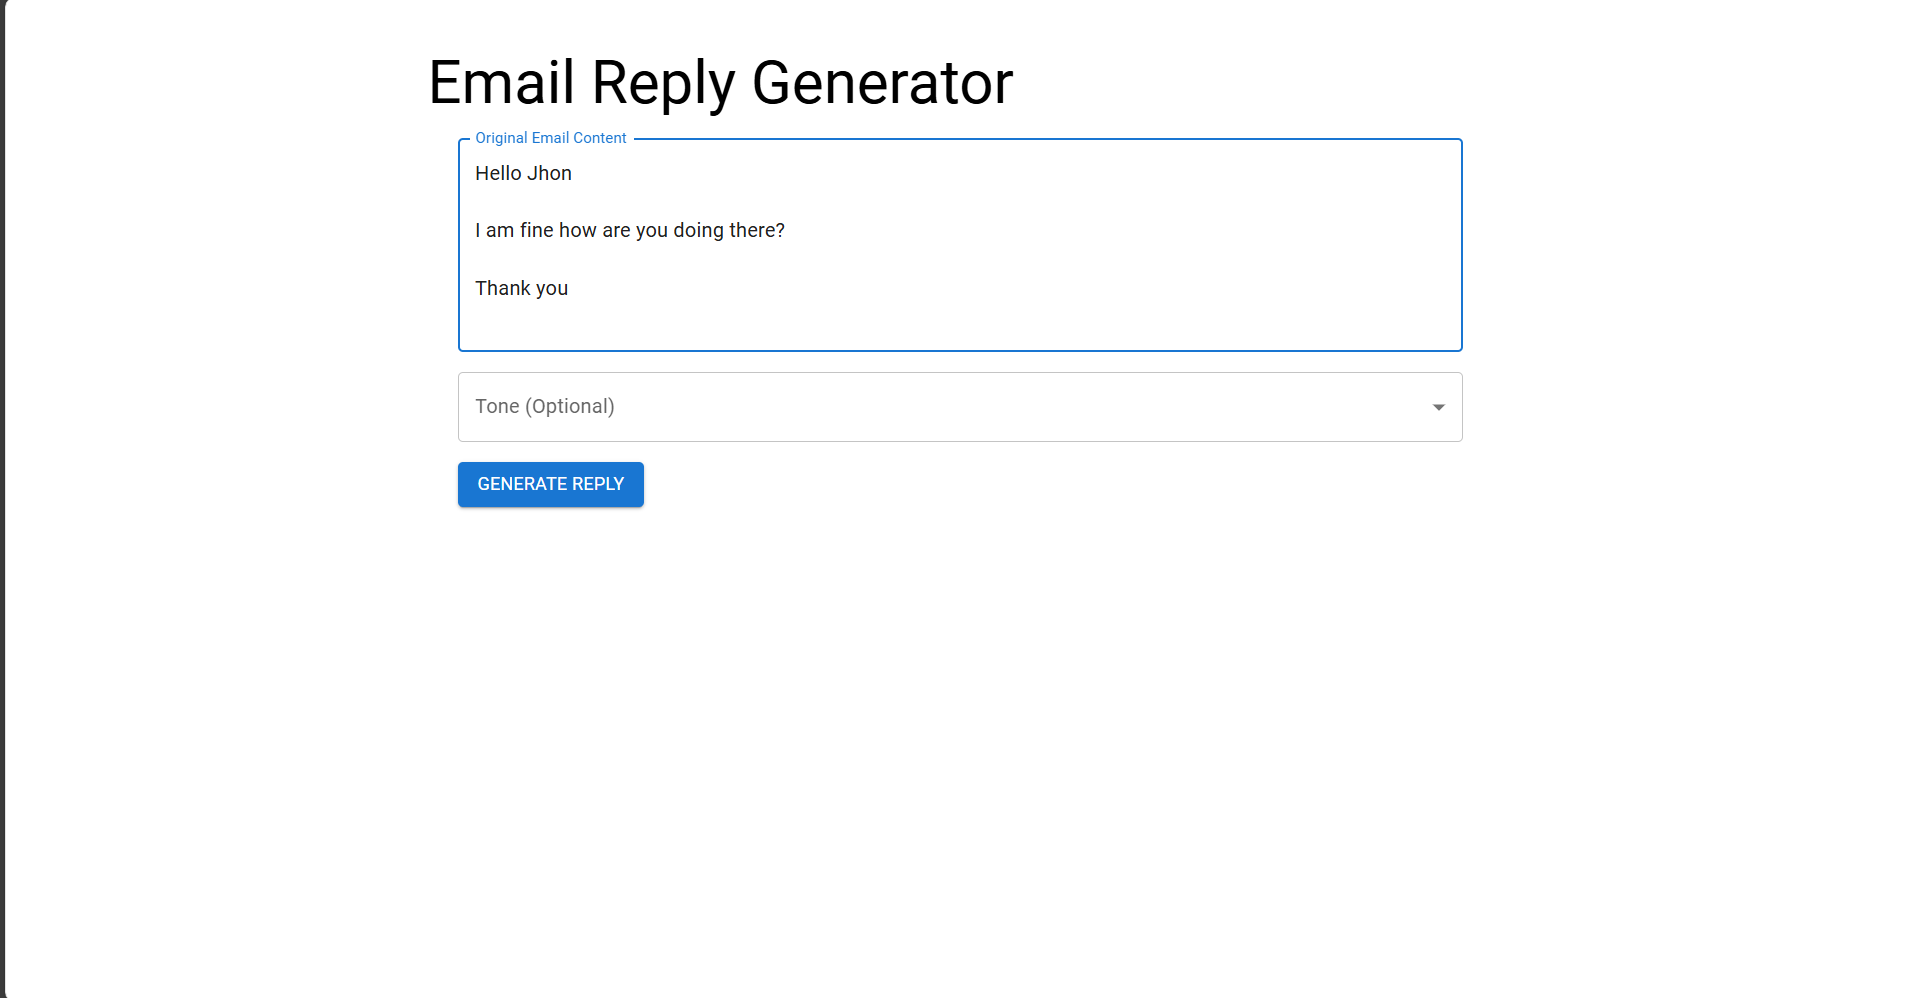 Email Reply Generator
Original Email Content
Hello Jhon
I am fine how are you doing there?
Thank you
Tone (Optional)
GENERATE REPLY